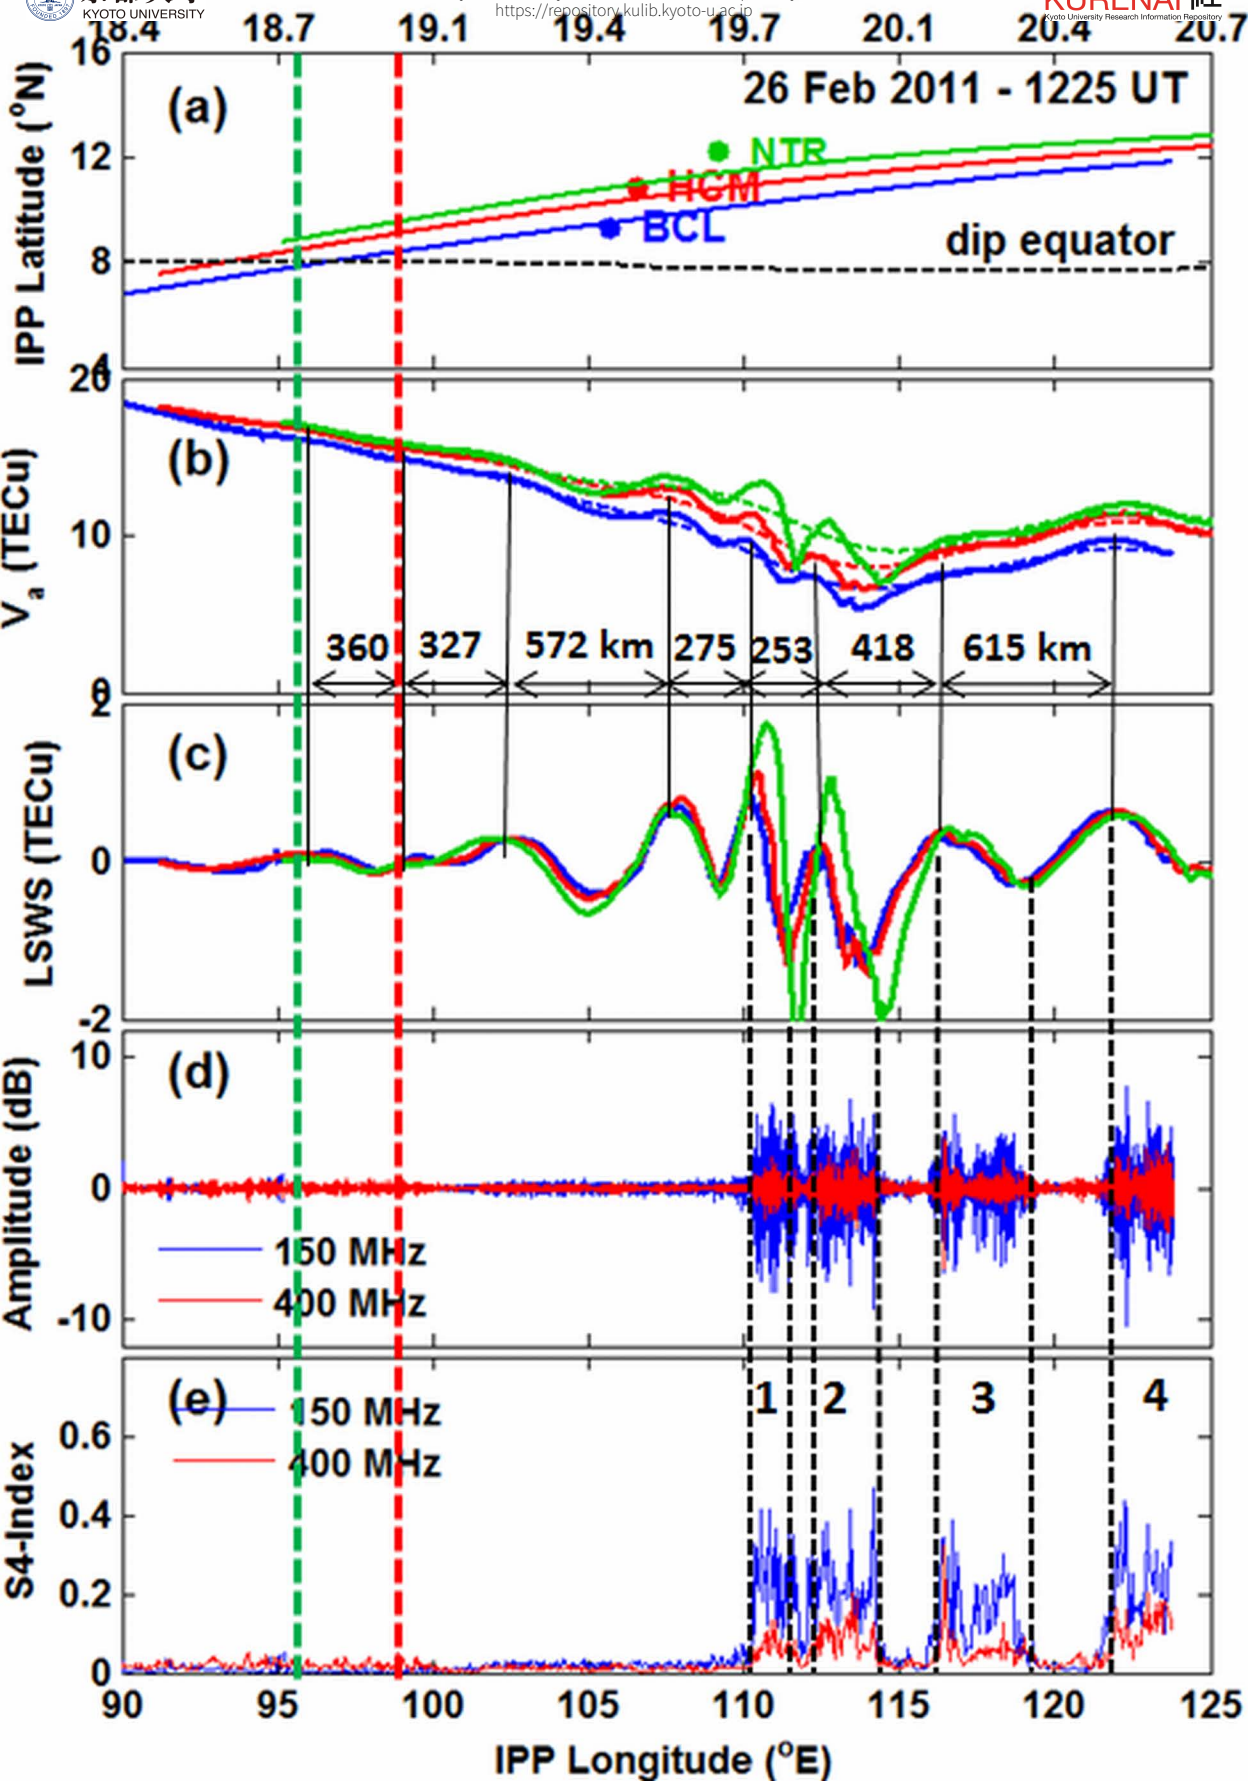 KYOTO UNIVERSITY
https://repository.kulib.kyoto-u.ac.jp
Kyoto University Research Information Repository
18.4 18.7 19.1 19.4 19.7 20.1 20.4 20.7
(a)
26 Feb 2011 - 1225 UT
NTR
HCM
BCL
dip equator
16
12
8
4
IPP Latitude (°N)
(b)
20
10
0
Va (TECu)
360 327 572 km 275 253 418 615 km
(c)
2
0
-2
LSWS (TECu)
(d)
10
0
-10
Amplitude (dB)
150 MHz
400 MHz
(e)
150 MHz
400 MHz
1 2 3 4
0.6
0.4
0.2
0
S4-Index
90 95 100 105 110 115 120 125
IPP Longitude (°E)